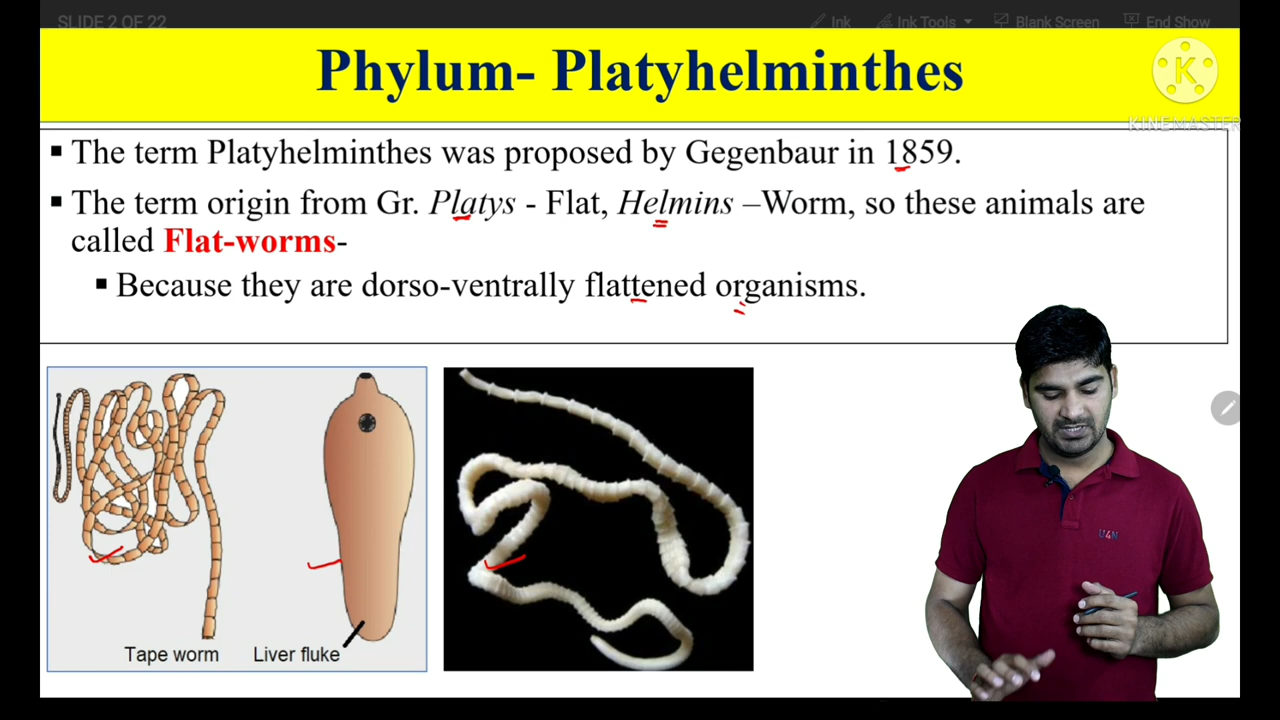 SLIDE 2 OF 22
Ink Ink Tools Blank Screen End Show
Phylum- Platyhelminthes
K
KINEMASTER
▪ The term Platyhelminthes was proposed by Gegenbaur in 1859.
▪ The term origin from Gr. Platys - Flat, Helmins –Worm, so these animals are
called Flat-worms-
▪ Because they are dorso-ventrally flattened organisms.
U4N
Tape worm Liver fluke